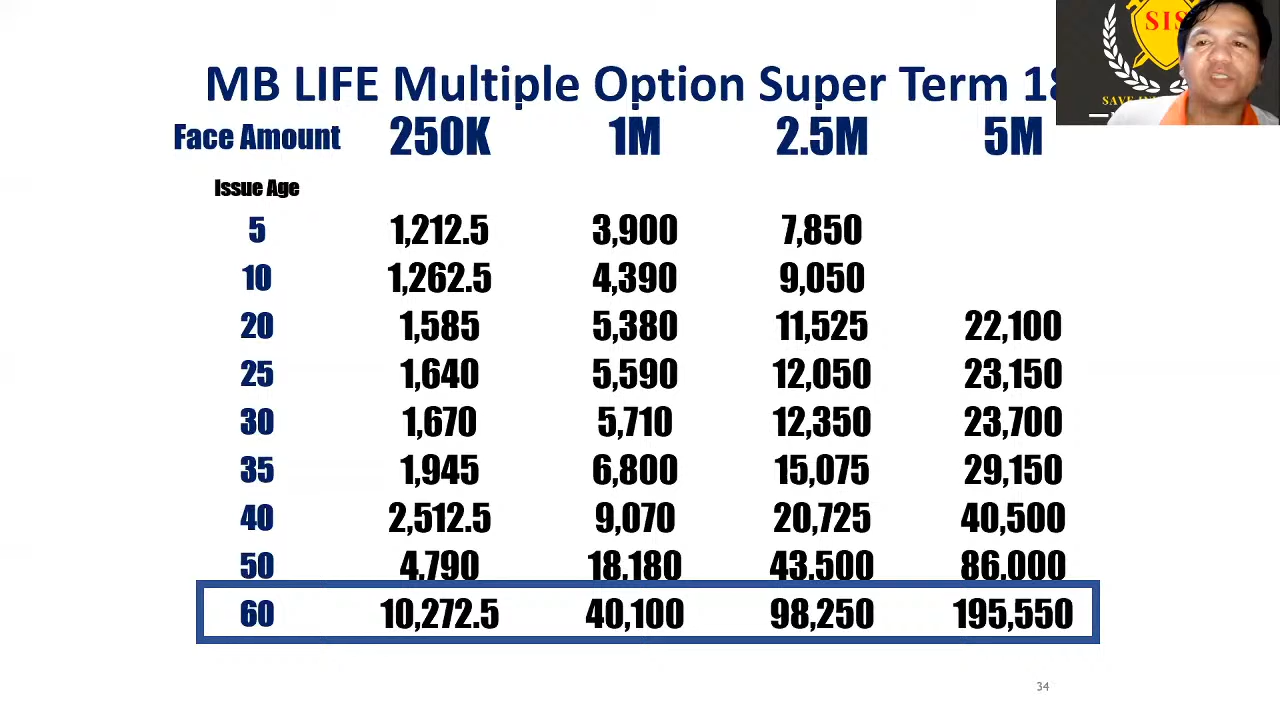 MB LIFE Multiple Option Super Term 18
SIS
Face Amount 250K 1M 2.5M 5M
Issue Age
5 1,212.5 3,900 7,850
10 1,262.5 4,390 9,050
20 1,585 5,380 11,525 22,100
25 1,640 5,590 12,050 23,150
30 1,670 5,710 12,350 23,700
35 1,945 6,800 15,075 29,150
40 2,512.5 9,070 20,725 40,500
50 4,790 18,180 43,500 86,000
60 10,272.5 40,100 98,250 195,550
34